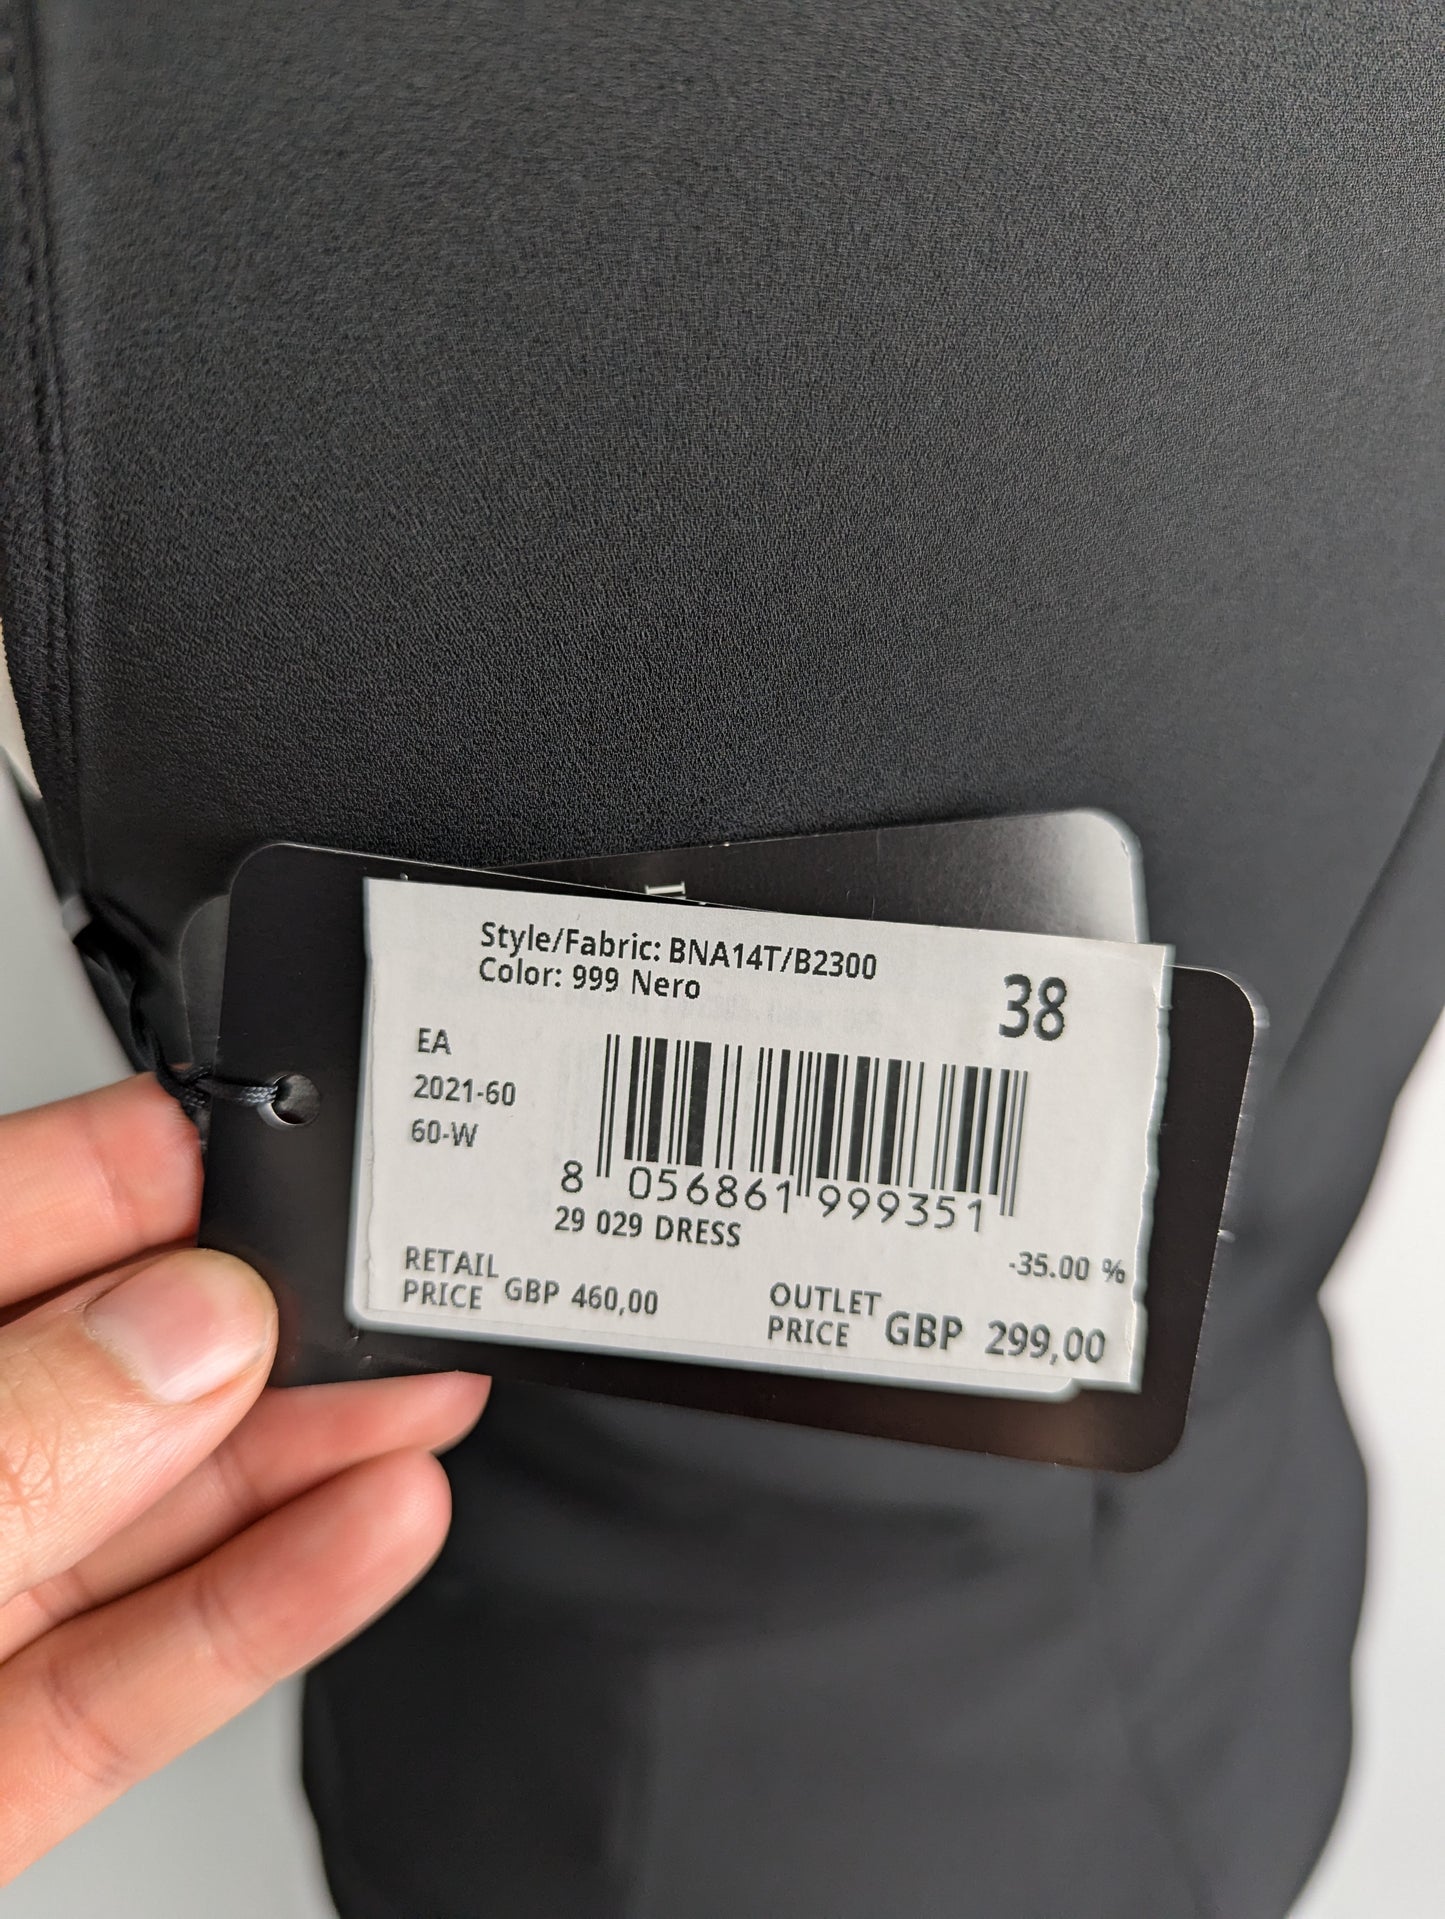 Style/Fabric: BNA14T/B2300
Color: 999 Nero
38
EA
2021-60
60-W
8 056861 999351
29 029 DRESS
-35.00 %
RETAIL PRICE GBP 460,00
OUTLET PRICE GBP 299,00